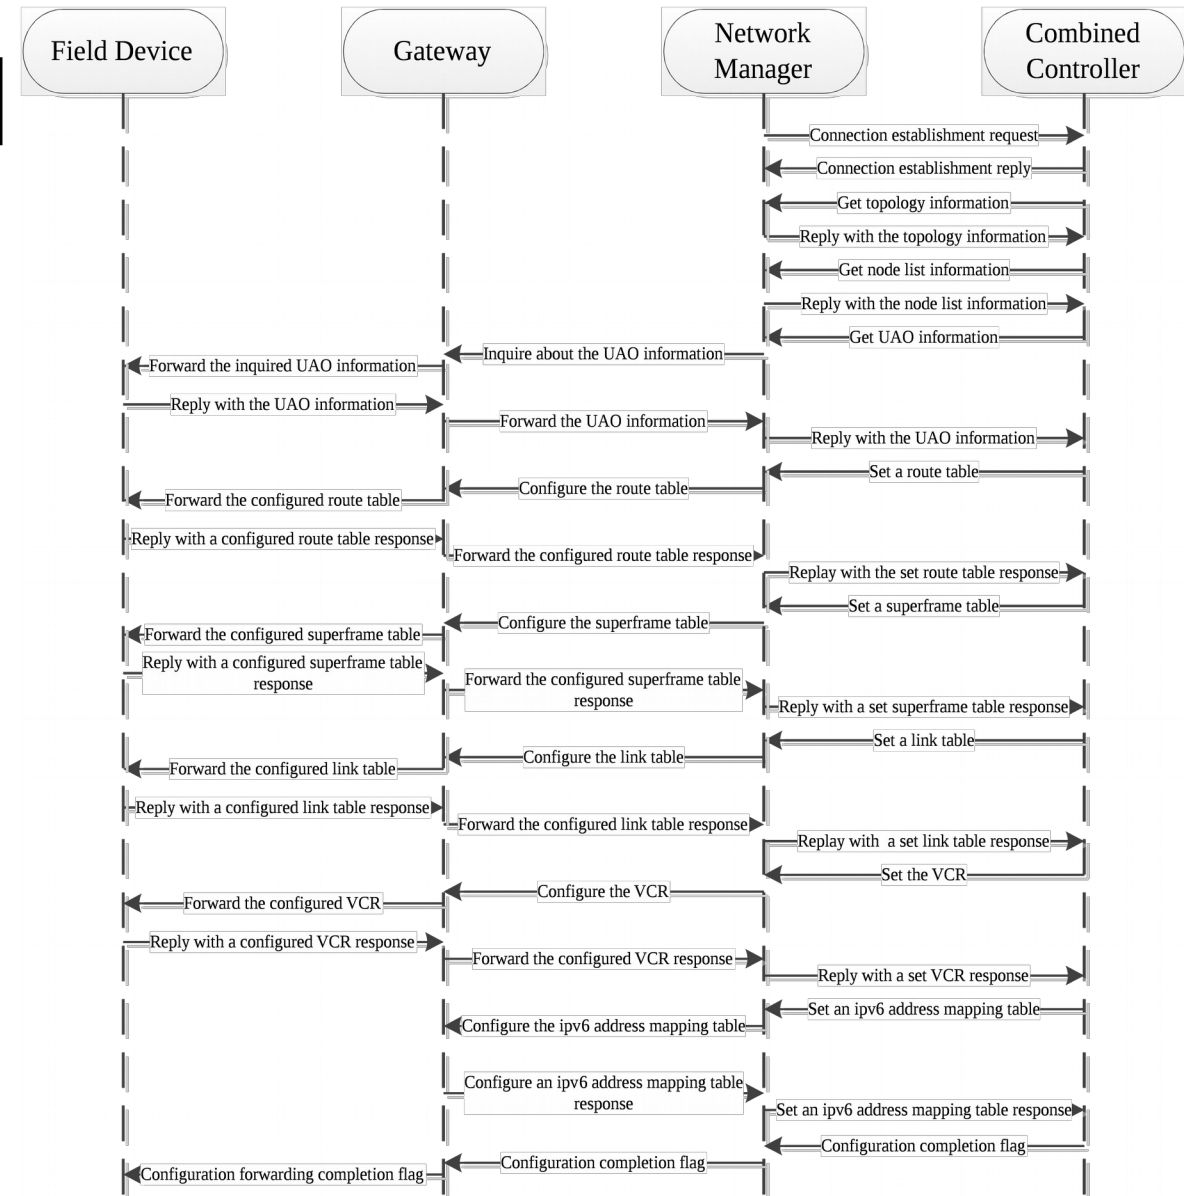 Field Device
Gateway
Network
Manager
Combined
Controller
Connection establishment request
Connection establishment reply
Get topology information
Reply with the topology information
Get node list information
Reply with the node list information
Get UAO information
Inquire about the UAO information
Forward the inquired UAO information
Reply with the UAO information
Forward the UAO information
Reply with the UAO information
Set a route table
Configure the route table
Forward the configured route table
Reply with a configured route table response
Forward the configured route table response
Replay with the set route table response
Set a superframe table
Configure the superframe table
Forward the configured superframe table
Reply with a configured superframe table
response
Forward the configured superframe table
response
Reply with a set superframe table response
Set a link table
Configure the link table
Forward the configured link table
Reply with a configured link table response
Forward the configured link table response
Replay with  a set link table response
Set the VCR
Configure the VCR
Forward the configured VCR
Reply with a configured VCR response
Forward the configured VCR response
Reply with a set VCR response
Set an ipv6 address mapping table
Configure the ipv6 address mapping table
Configure an ipv6 address mapping table
response
Set an ipv6 address mapping table response
Configuration completion flag
Configuration completion flag
Configuration forwarding completion flag